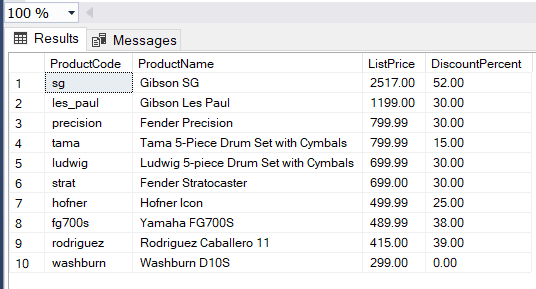 100 %
Results Messages
ProductCode ProductName ListPrice DiscountPercent
1 sg Gibson SG 2517.00 52.00
2 les_paul Gibson Les Paul 1199.00 30.00
3 precision Fender Precision 799.99 30.00
4 tama Tama 5-Piece Drum Set with Cymbals 799.99 15.00
5 ludwig Ludwig 5-piece Drum Set with Cymbals 699.99 30.00
6 strat Fender Stratocaster 699.00 30.00
7 hofner Hofner Icon 499.99 25.00
8 fg700s Yamaha FG700S 489.99 38.00
9 rodriguez Rodriguez Caballero 11 415.00 39.00
10 washburn Washburn D10S 299.00 0.00